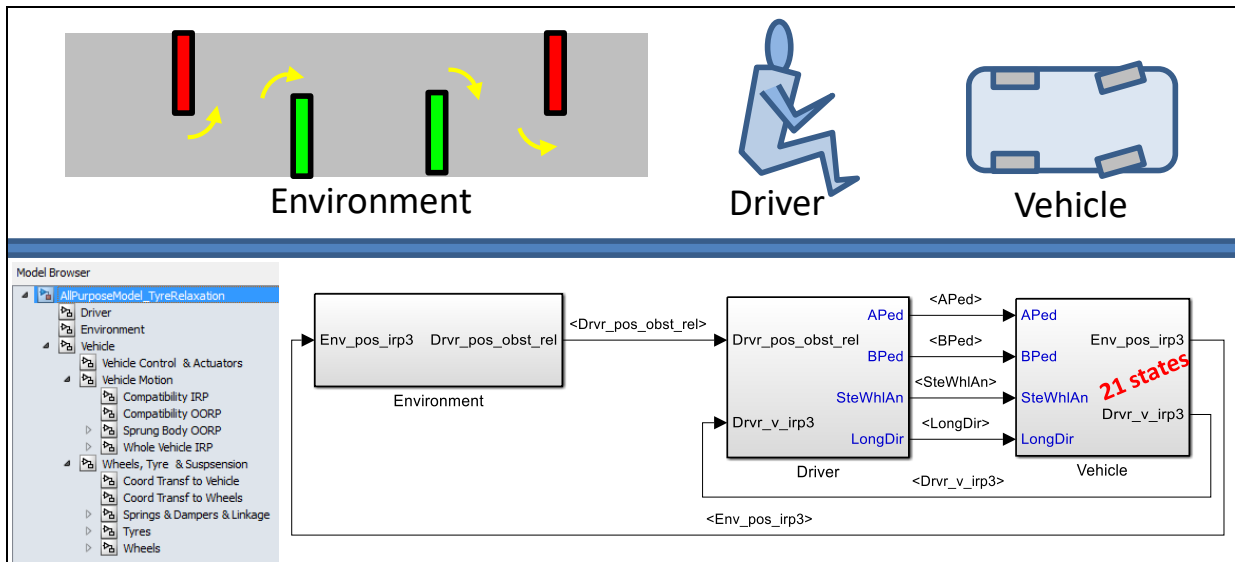 Environment
Driver
Vehicle
Model Browser
AllPurposeModel_TyreRelaxation
Driver
Environment
Vehicle
Vehicle Control & Actuators
Vehicle Motion
Compatibility IRP
Compatibility OORP
Sprung Body OORP
Whole Vehicle IRP
Wheels, Tyre & Suspsension
Coord Transf to Vehicle
Coord Transf to Wheels
Springs & Dampers & Linkage
Tyres
Wheels
Env_pos_irp3
Drvr_pos_obst_rel
Environment
<Drvr_pos_obst_rel>
Drvr_pos_obst_rel
Drvr_v_irp3
APed
BPed
SteWhlAn
LongDir
Driver
<APed>
<BPed>
<SteWhlAn>
<LongDir>
APed
BPed
SteWhlAn
LongDir
Env_pos_irp3
21 states
Drvr_v_irp3
Vehicle
<Drvr_v_irp3>
<Env_pos_irp3>